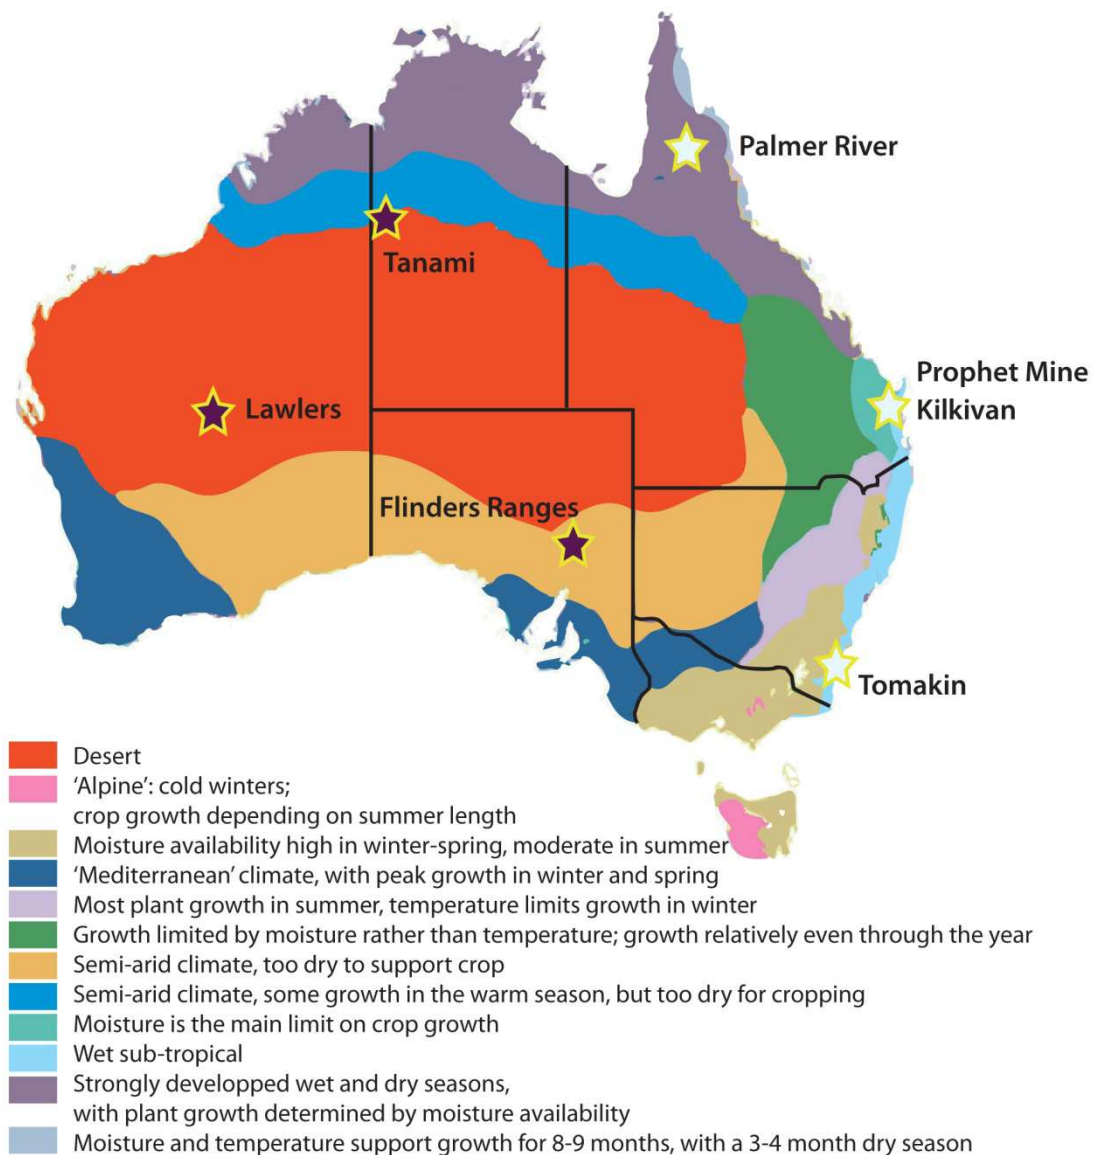 Palmer River
Tanami
Prophet Mine
Kilkivan
Lawlers
Flinders Ranges
Tomakin
Desert
‘Alpine’: cold winters;
crop growth depending on summer length
Moisture availability high in winter-spring, moderate in summer
‘Mediterranean’ climate, with peak growth in winter and spring
Most plant growth in summer, temperature limits growth in winter
Growth limited by moisture rather than temperature; growth relatively even through the year
Semi-arid climate, too dry to support crop
Semi-arid climate, some growth in the warm season, but too dry for cropping
Moisture is the main limit on crop growth
Wet sub-tropical
Strongly developped wet and dry seasons,
with plant growth determined by moisture availability
Moisture and temperature support growth for 8-9 months, with a 3-4 month dry season